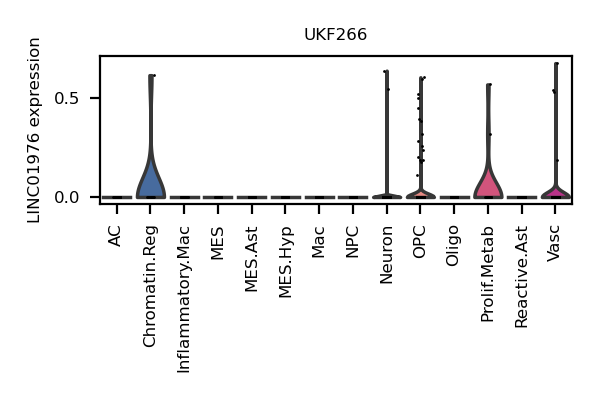 UKF266
LINC01976 expression
0.5
0.0
AC
Chromatin.Reg
Inflammatory.Mac
MES
MES.Ast
MES.Hyp
Mac
NPC
Neuron
OPC
Oligo
Prolif.Metab
Reactive.Ast
Vasc